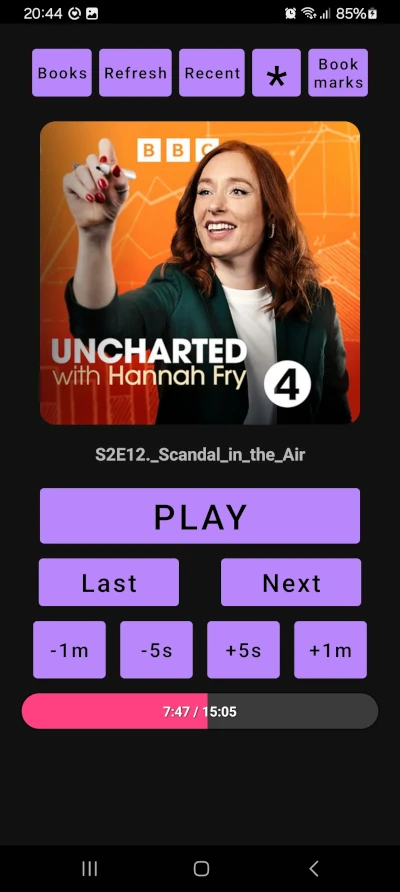 20:44 85%
Books Refresh Recent * Book
marks
BBC
UNCHARTED
with Hannah Fry
4
S2E12._Scandal_in_the_Air
PLAY
Last Next
-1m -5s +5s +1m
7:47 / 15:05